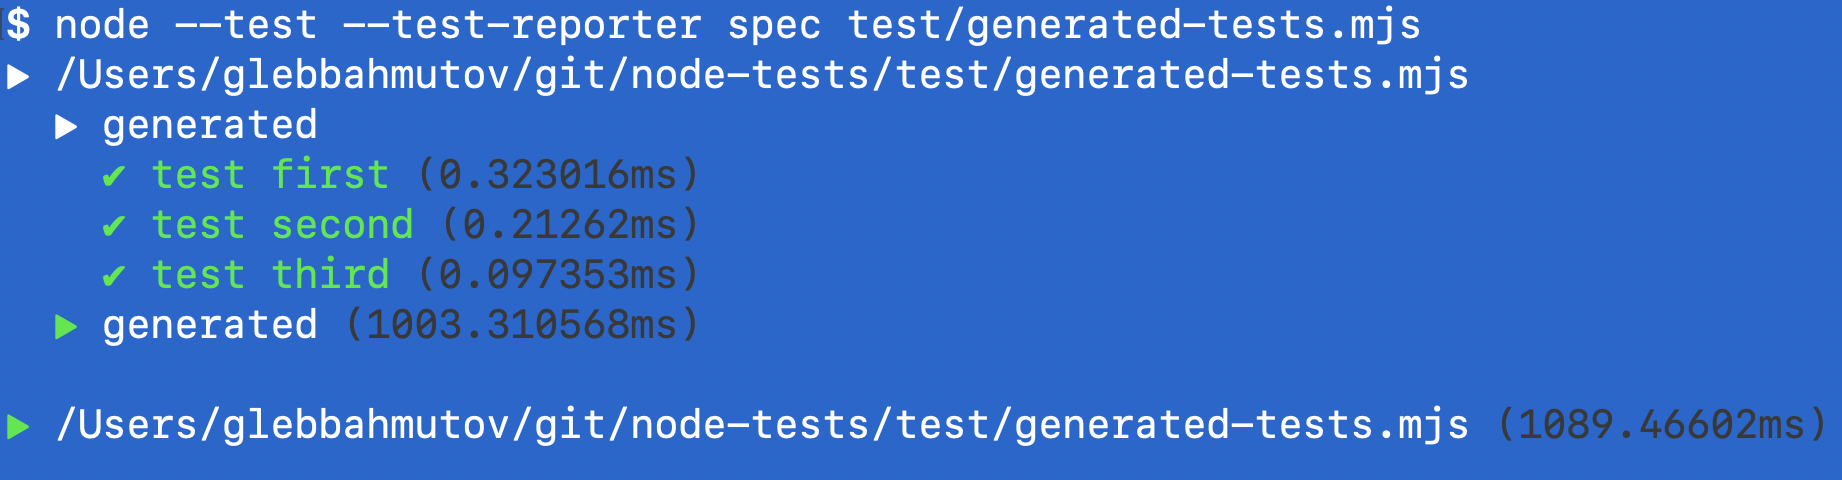 $ node --test --test-reporter spec test/generated-tests.mjs
▶ /Users/glebbahmutov/git/node-tests/test/generated-tests.mjs
▶ generated
✔ test first (0.323016ms)
✔ test second (0.21262ms)
✔ test third (0.097353ms)
▶ generated (1003.310568ms)
▶ /Users/glebbahmutov/git/node-tests/test/generated-tests.mjs (1089.46602ms)